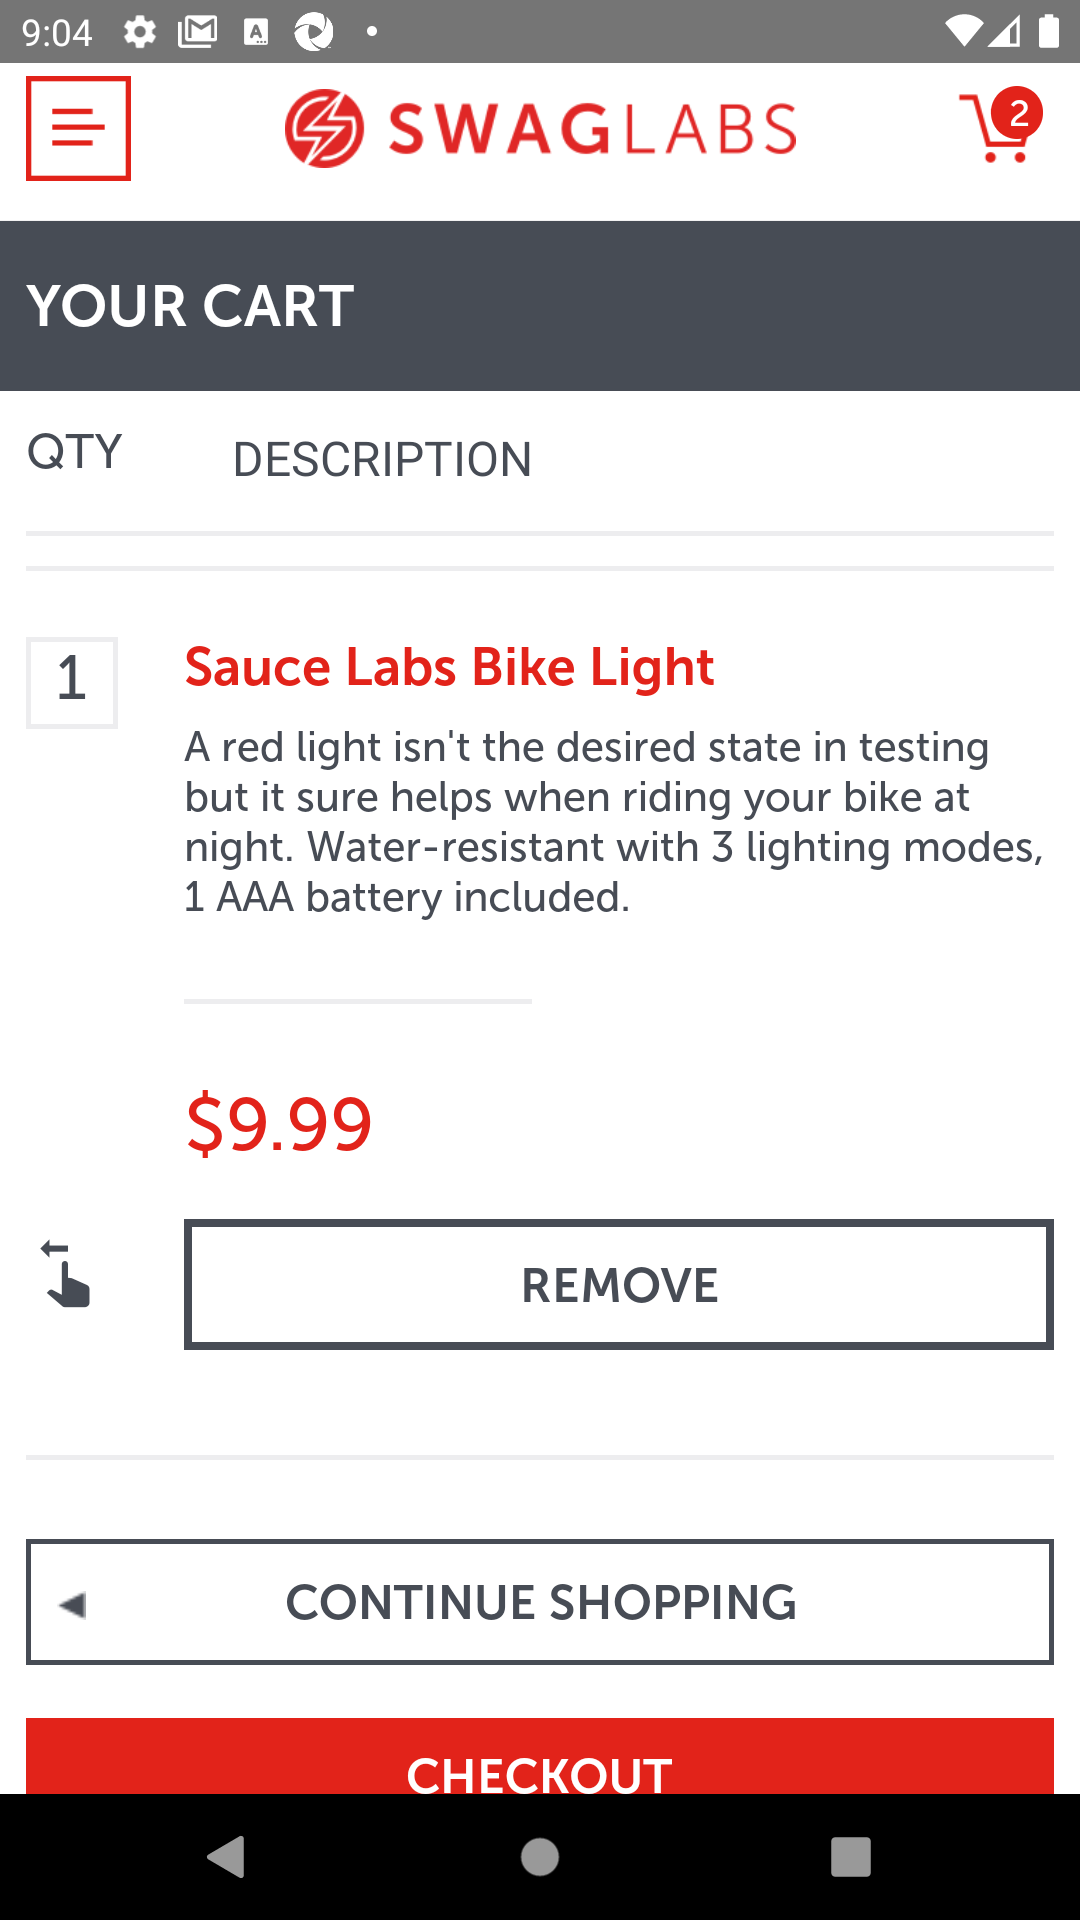 9:04
SWAGLABS
2
YOUR CART
QTY
DESCRIPTION
1
Sauce Labs Bike Light
A red light isn't the desired state in testing
but it sure helps when riding your bike at
night. Water-resistant with 3 lighting modes,
1 AAA battery included.
$9.99
REMOVE
CONTINUE SHOPPING
CHECKOUT